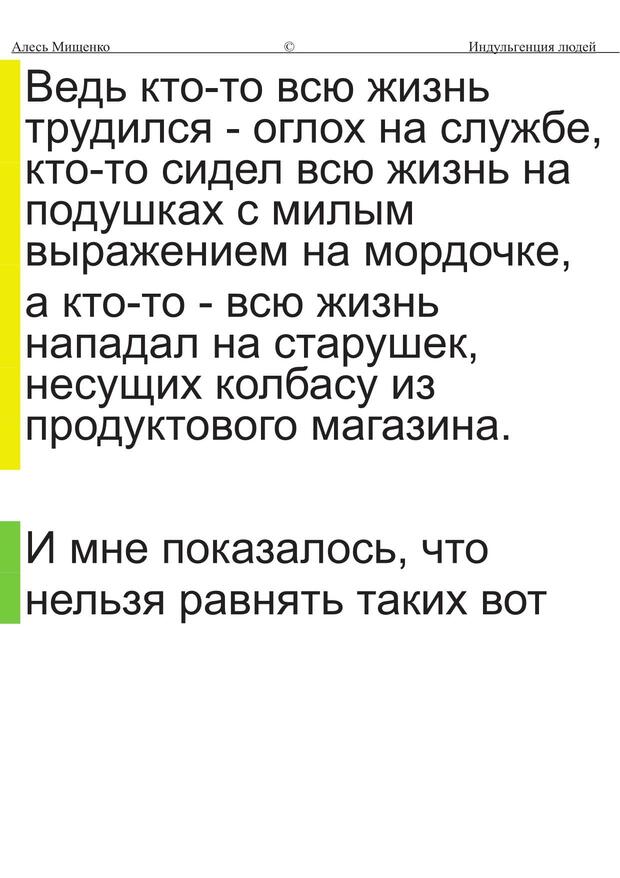 Алесь Мищенко © Индульгенция людей
Ведь кто-то всю жизнь
трудился - оглох на службе,
кто-то сидел всю жизнь на
подушках с милым
выражением на мордочке,
а кто-то - всю жизнь
нападал на старушек,
несущих колбасу из
продуктового магазина.
И мне показалось, что
нельзя равнять таких вот